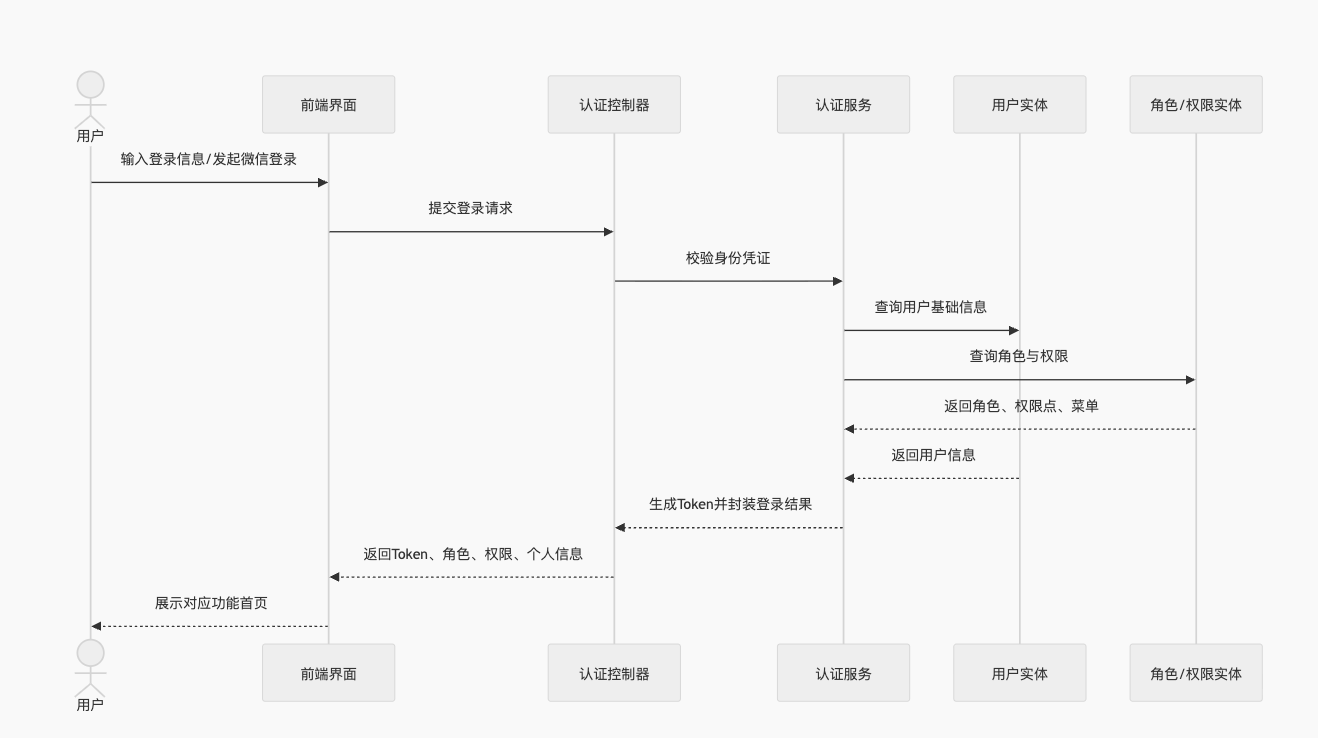 用户
前端界面
认证控制器
认证服务
用户实体
角色/权限实体
输入登录信息/发起微信登录
提交登录请求
校验身份凭证
查询用户基础信息
查询角色与权限
返回角色、权限点、菜单
返回用户信息
生成Token并封装登录结果
返回Token、角色、权限、个人信息
展示对应功能首页
用户
前端界面
认证控制器
认证服务
用户实体
角色/权限实体